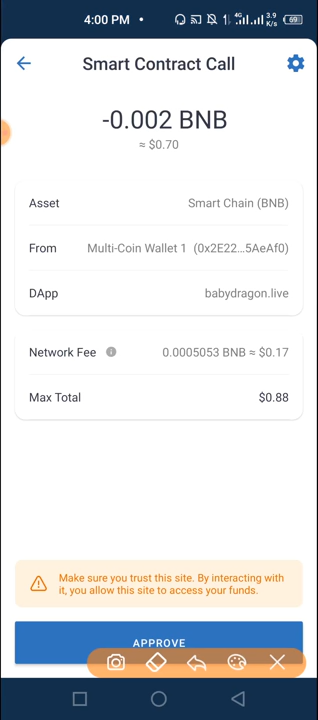 4:00 PM • 4G 3.9 K/s 69
Smart Contract Call
-0.002 BNB
≈ $0.70
Asset Smart Chain (BNB)
From Multi-Coin Wallet 1 (0x2E22...5AeAf0)
DApp babydragon.live
Network Fee 0.0005053 BNB ≈ $0.17
Max Total $0.88
Make sure you trust this site. By interacting with
it, you allow this site to access your funds.
APPROVE